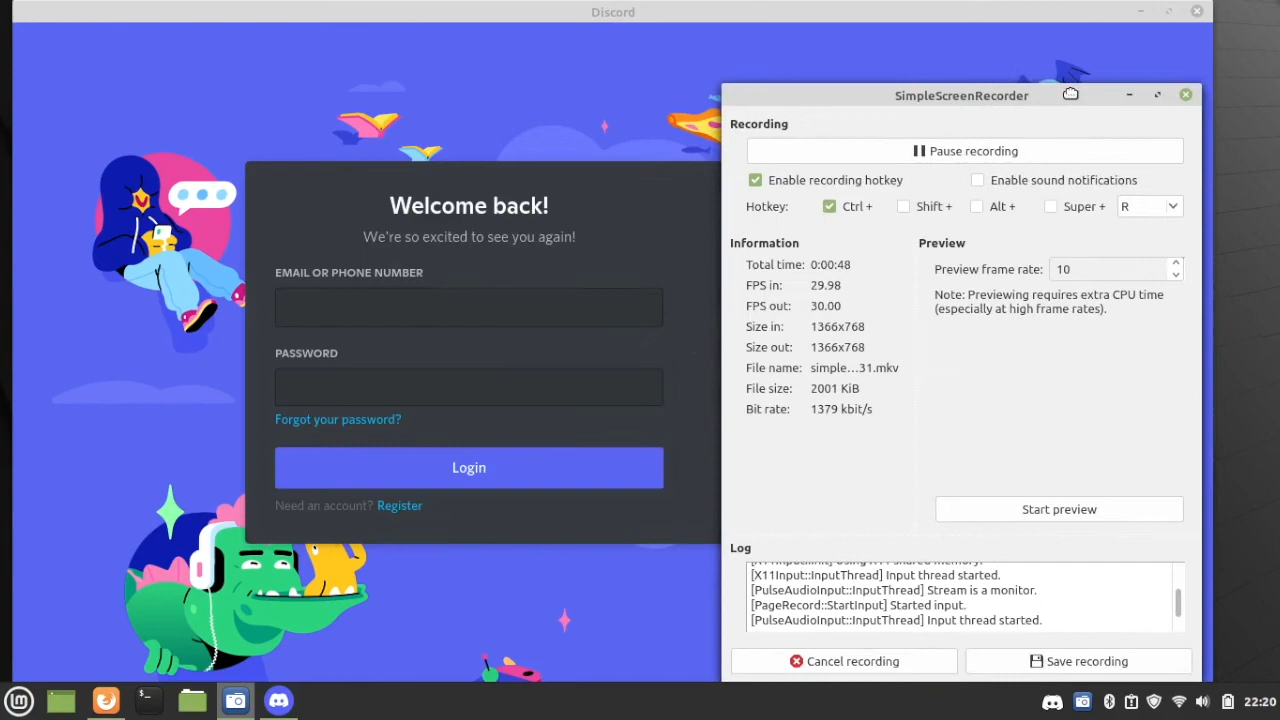 Discord
Welcome back!
We're so excited to see you again!
EMAIL OR PHONE NUMBER
PASSWORD
Forgot your password?
Login
Need an account? Register
SimpleScreenRecorder
Recording
Pause recording
Enable recording hotkey
Enable sound notifications
Hotkey: Ctrl + Shift + Alt + Super + R
Information
Total time: 0:00:48
FPS in: 29.98
FPS out: 30.00
Size in: 1366x768
Size out: 1366x768
File name: simple...31.mkv
File size: 2001 KiB
Bit rate: 1379 kbit/s
Preview
Preview frame rate: 10
Note: Previewing requires extra CPU time
(especially at high frame rates).
Start preview
Log
[X11Input::InputThread] Input thread started.
[PulseAudioInput::InputThread] Stream is a monitor.
[PageRecord::StartInput] Started input.
[PulseAudioInput::InputThread] Input thread started.
Cancel recording
Save recording
22:20